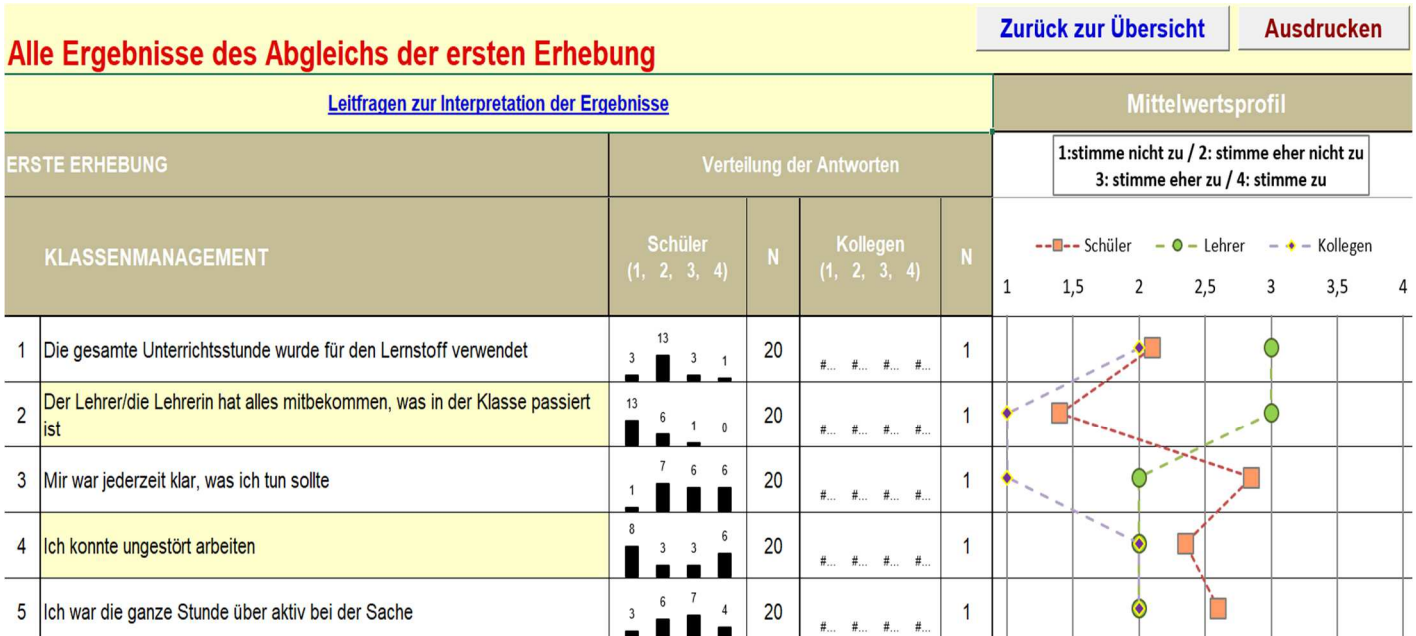 Zurück zur Übersicht
Ausdrucken
Alle Ergebnisse des Abgleichs der ersten Erhebung
Leitfragen zur Interpretation der Ergebnisse
Mittelwertsprofil
ERSTE ERHEBUNG
Verteilung der Antworten
1:stimme nicht zu / 2: stimme eher nicht zu
3: stimme eher zu / 4: stimme zu
KLASSENMANAGEMENT
Schüler
(1, 2, 3, 4)
N
Kollegen
(1, 2, 3, 4)
N
Schüler
Lehrer
Kollegen
1 1,5 2 2,5 3 3,5 4
1 Die gesamte Unterrichtsstunde wurde für den Lernstoff verwendet
3 13 3 1
20
#... #... #... #...
1
2 Der Lehrer/die Lehrerin hat alles mitbekommen, was in der Klasse passiert
ist
13 6 1 0
20
#... #... #... #...
1
3 Mir war jederzeit klar, was ich tun sollte
1 7 6 6
20
#... #... #... #...
1
4 Ich konnte ungestört arbeiten
8 3 3 6
20
#... #... #... #...
1
5 Ich war die ganze Stunde über aktiv bei der Sache
3 6 7 4
20
#... #... #... #...
1